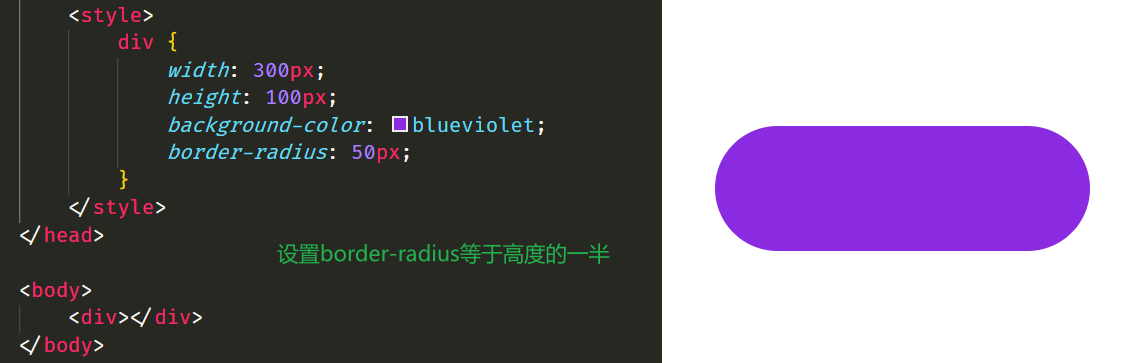 <style>
div {
width: 300px;
height: 100px;
background-color: blueviolet;
border-radius: 50px;
}
</style>
</head>
设置border-radius等于高度的一半
<body>
<div></div>
</body>